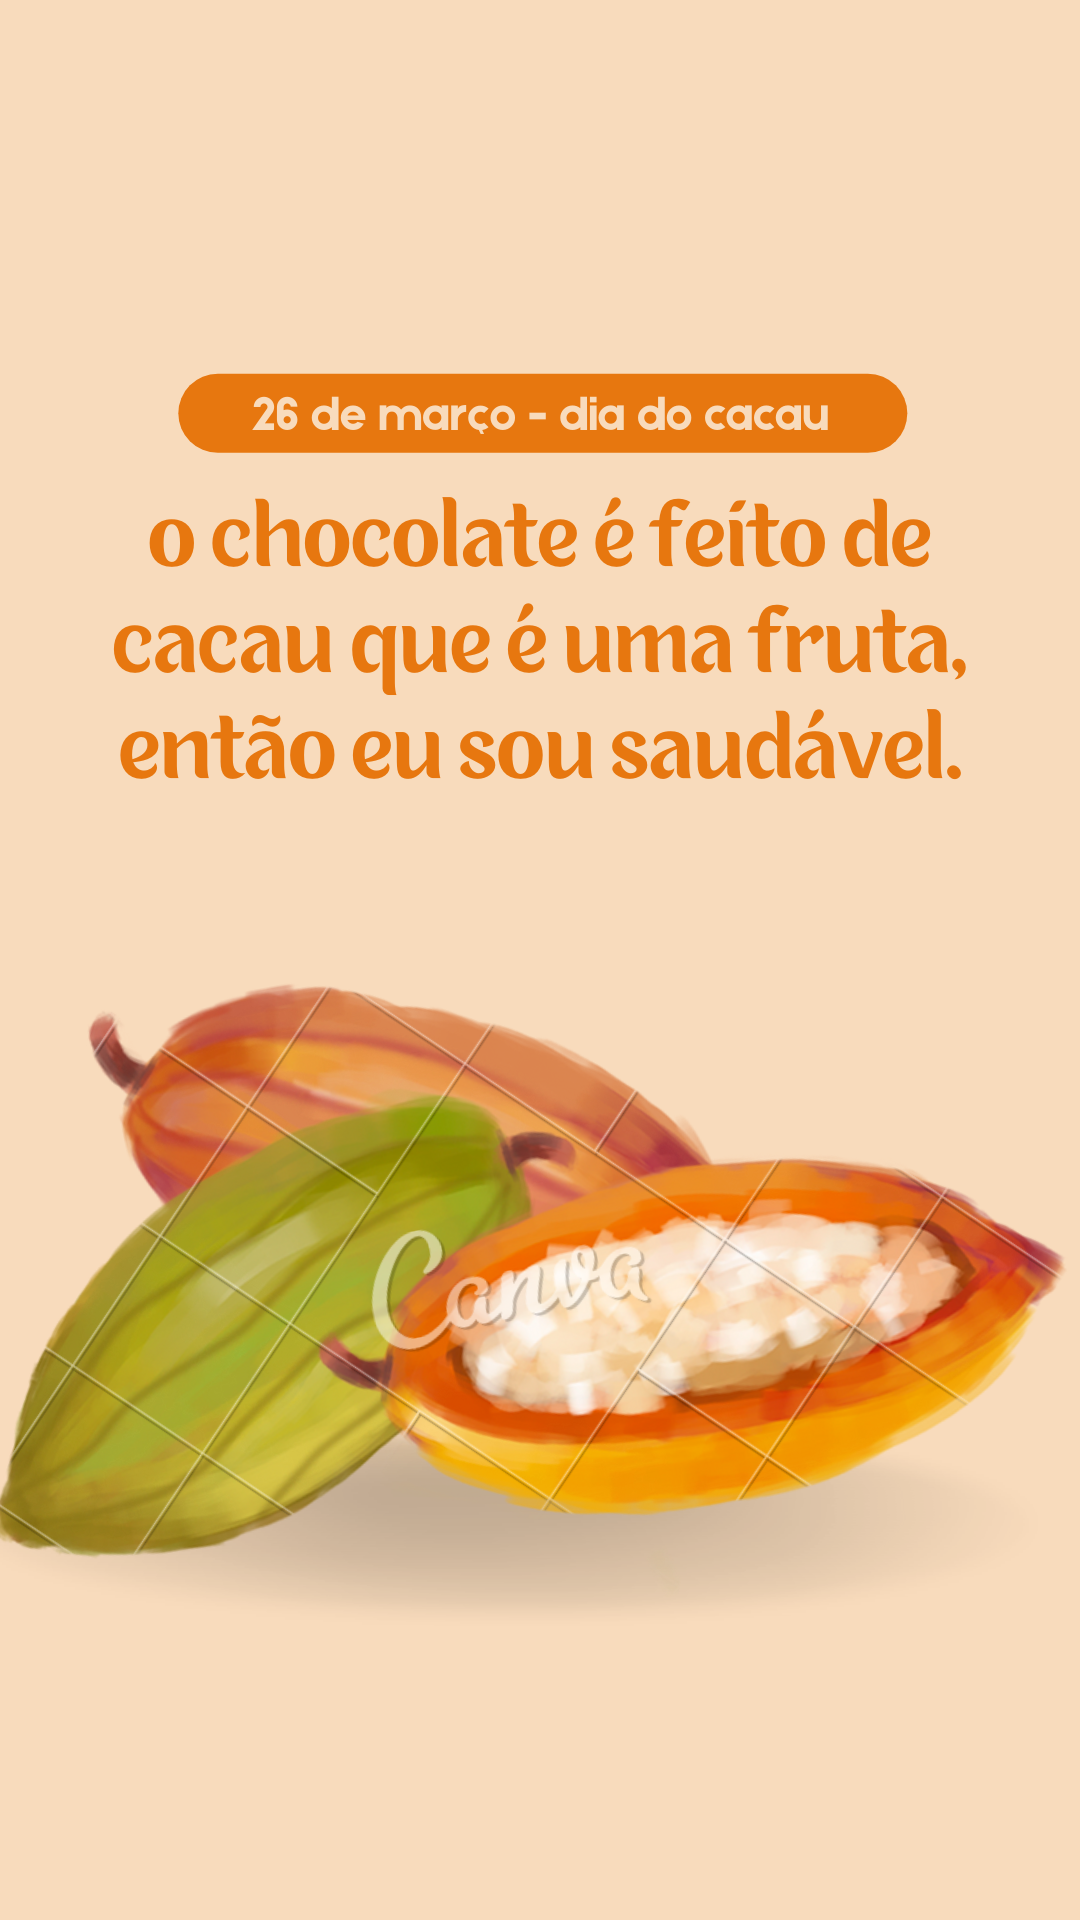 26 de março - dia do cacau
o chocolate é feito de
cacau que é uma fruta,
então eu sou saudável.
Canva